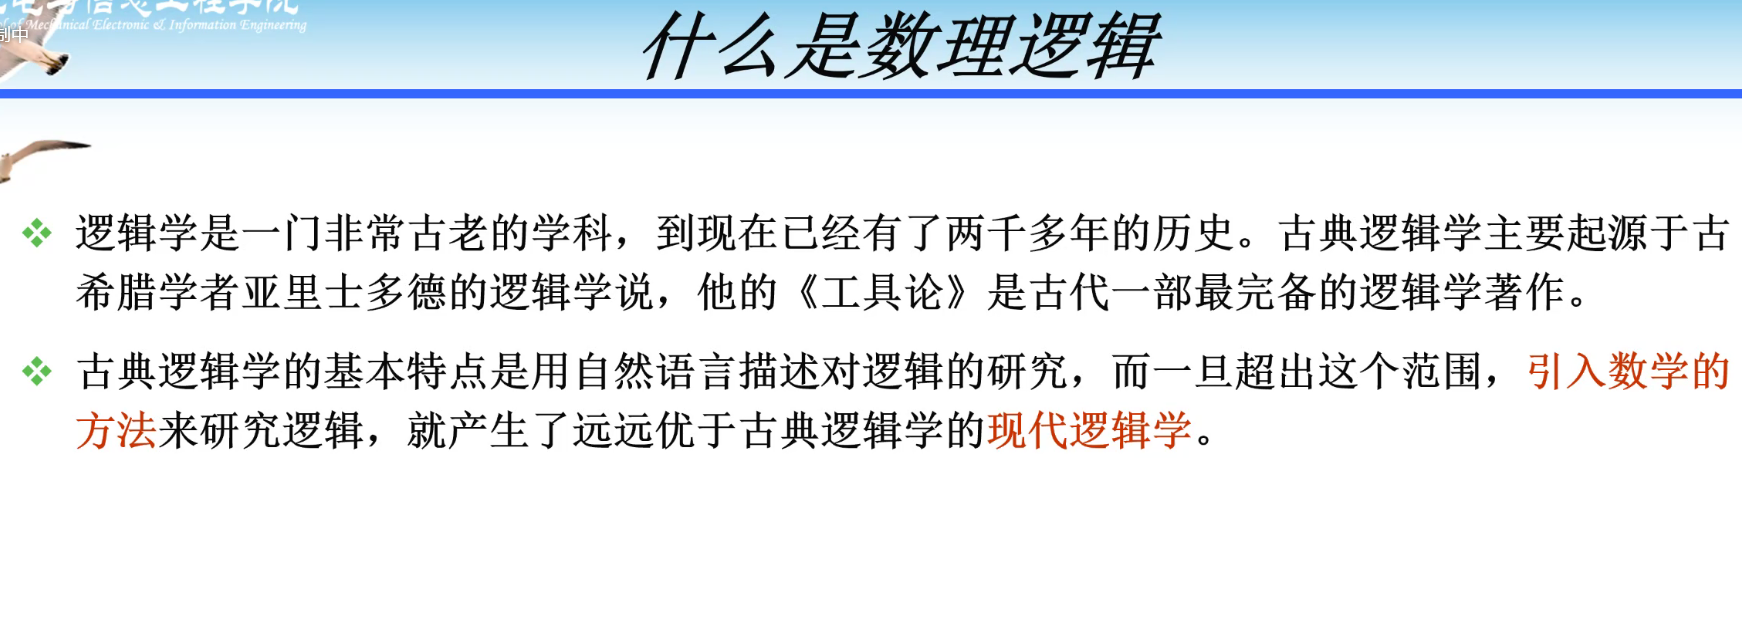 信息工程学院
of Mechanical Electronic & Information Engineering
制中
什么是数理逻辑
逻辑学是一门非常古老的学科，到现在已经有了两千多年的历史。古典逻辑学主要起源于古
希腊学者亚里士多德的逻辑学说，他的《工具论》是古代一部最完备的逻辑学著作。
古典逻辑学的基本特点是用自然语言描述对逻辑的研究，而一旦超出这个范围，引入数学的
方法来研究逻辑，就产生了远远优于古典逻辑学的现代逻辑学。